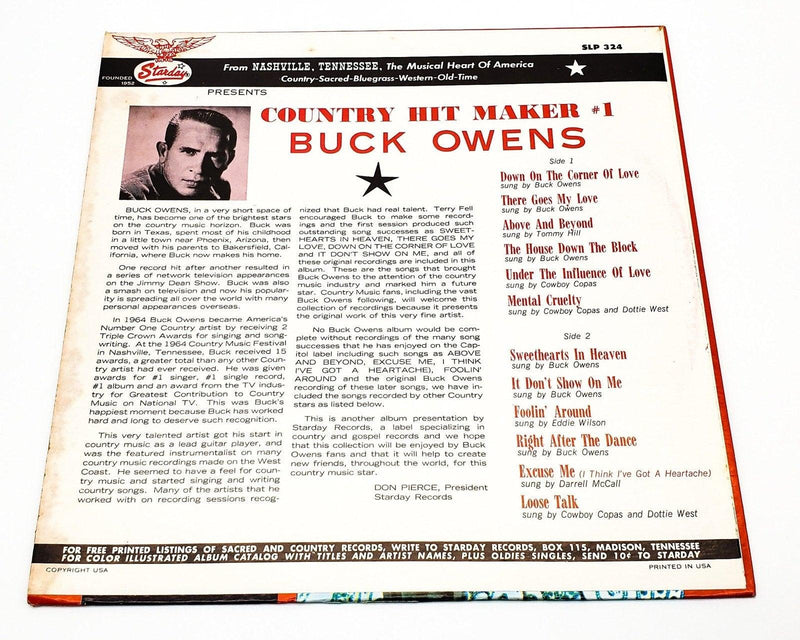 SLP 324
Starday
FOUNDED
1952
From NASHVILLE, TENNESSEE, The Musical Heart Of America
Country-Sacred-Bluegrass-Western-Old-Time
PRESENTS
COUNTRY HIT MAKER #1
BUCK OWENS
BUCK OWENS, in a very short space of
time, has become one of the brightest stars
on the country music horizon. Buck was
born in Texas, spent most of his childhood
in a little town near Phoenix, Arizona, then
moved with his parents to Bakersfield, Cal-
ifornia, where Buck now makes his home.
One record hit after another resulted in
a series of network television appearances
on the Jimmy Dean Show. Buck was also
a smash on television and now his popular-
ity is spreading all over the world with many
personal appearances overseas.
In 1964 Buck Owens became America's
Number One Country artist by receiving 2
Triple Crown Awards for singing and song-
writing. At the 1964 Country Music Festival
in Nashville, Tennessee, Buck received 15
awards, a greater total than any other Coun-
try artist had ever received. He was given
awards for #1 singer, #1 single record,
#1 album and an award from the TV indus-
try for Greatest Contribution to Country
Music on National TV. This was Buck's
happiest moment because Buck has worked
hard and long to deserve such recognition.
This very talented artist got his start in
country music as a lead guitar player, and
was the featured instrumentalist on many
country music recordings made on the West
Coast. He seemed to have a feel for coun-
try music and started singing and writing
country songs. Many of the artists that he
worked with on recording sessions recog-
nized that Buck had real talent. Terry Fell
encouraged Buck to make some record-
ings and the first session produced such
outstanding song successes as SWEET-
HEARTS IN HEAVEN, THERE GOES MY
LOVE, DOWN ON THE CORNER OF LOVE
and IT DON'T SHOW ON ME, and all of
these original recordings are included in this
album. These are the songs that brought
Buck Owens to the attention of the country
music industry and marked him a future
star. Country Music fans, including the vast
Buck Owens following, will welcome this
collection of recordings because it presents
the original work of this very fine artist.
No Buck Owens album would be com-
plete without recordings of the many song
successes that he has enjoyed on the Cap-
itol label including such songs as ABOVE
AND BEYOND, EXCUSE ME, I THINK
I'VE GOT A HEARTACHE), FOOLIN'
AROUND and the original Buck Owens
recording of these later songs, we have in-
cluded the songs recorded by other Country
stars as listed below.
This is another album presentation by
Starday Records, a label specializing in
country and gospel records and we hope
that this collection will be enjoyed by Buck
Owens fans and that it will help to create
new friends, throughout the world, for this
country music star.
DON PIERCE, President
Starday Records
Side 1
Down On The Corner Of Love
sung by Buck Owens
There Goes My Love
sung by Buck Owens
Above And Beyond
sung by Tommy Hill
The House Down The Block
sung by Buck Owens
Under The Influence Of Love
sung by Cowboy Copas
Mental Cruelty
sung by Cowboy Copas and Dottie West
Side 2
Sweethearts In Heaven
sung by Buck Owens
It Don't Show On Me
sung by Buck Owens
Foolin' Around
sung by Eddie Wilson
Right After The Dance
sung by Buck Owens
Excuse Me (I Think I've Got A Heartache)
sung by Darrell McCall
Loose Talk
sung by Cowboy Copas and Dottie West
FOR FREE PRINTED LISTINGS OF SACRED AND COUNTRY RECORDS, WRITE TO STARDAY RECORDS, BOX 115, MADISON, TENNESSEE
FOR COLOR ILLUSTRATED ALBUM CATALOG WITH TITLES AND ARTIST NAMES, PLUS OLDIES SINGLES, SEND 10¢ TO STARDAY
COPYRIGHT USA
PRINTED IN USA